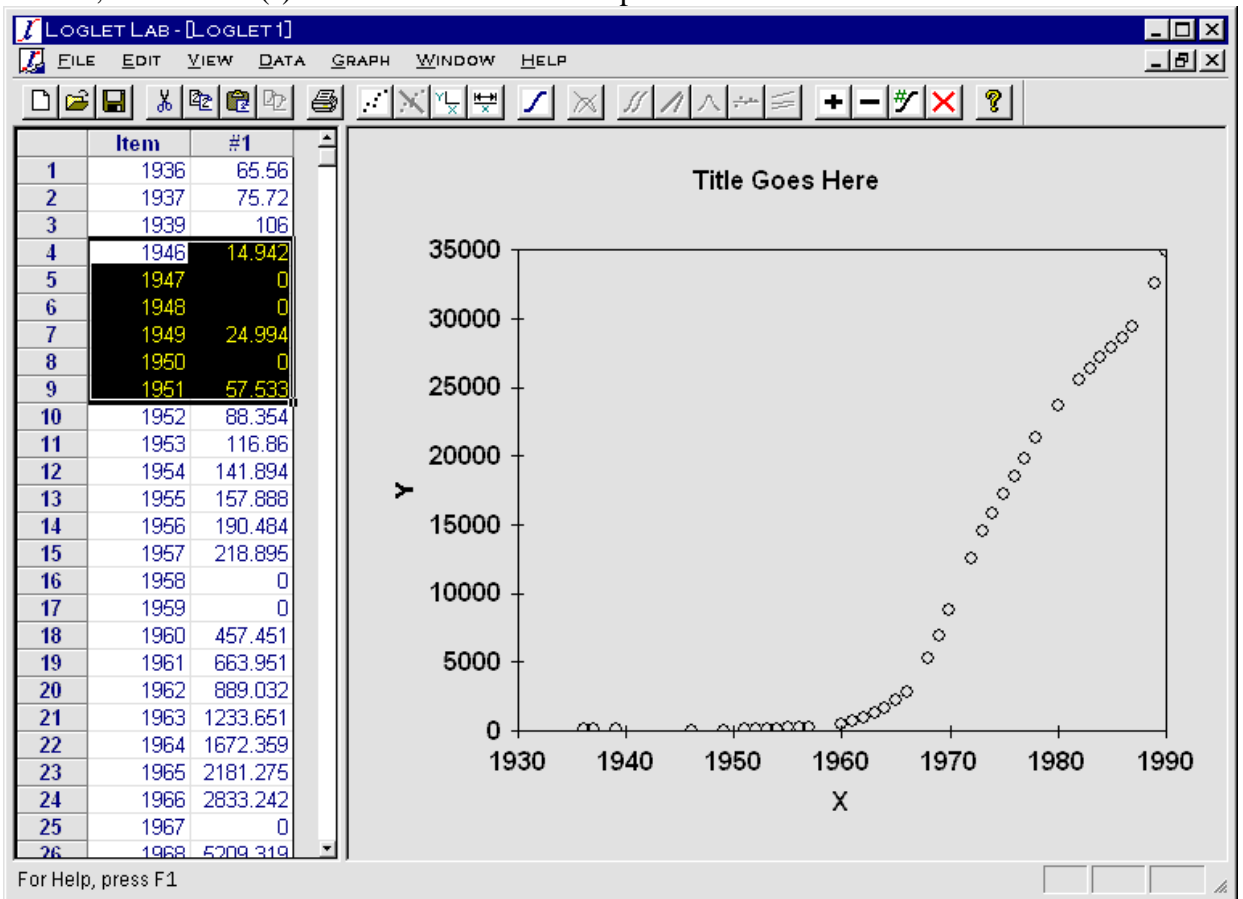 LOGLET LAB - [LOGLET1]
FILE EDIT VIEW DATA GRAPH WINDOW HELP
Item #1
1 1936 65.56
2 1937 75.72
3 1939 106
4 1946 14.942
5 1947 0
6 1948 0
7 1949 24.994
8 1950 0
9 1951 57.533
10 1952 88.354
11 1953 116.86
12 1954 141.894
13 1955 157.888
14 1956 190.484
15 1957 218.895
16 1958 0
17 1959 0
18 1960 457.451
19 1961 663.951
20 1962 889.032
21 1963 1233.651
22 1964 1672.359
23 1965 2181.275
24 1966 2833.242
25 1967 0
26 1968 5209.319
Title Goes Here
35000
30000
25000
20000
15000
10000
5000
0
Y
1930 1940 1950 1960 1970 1980 1990
X
For Help, press F1